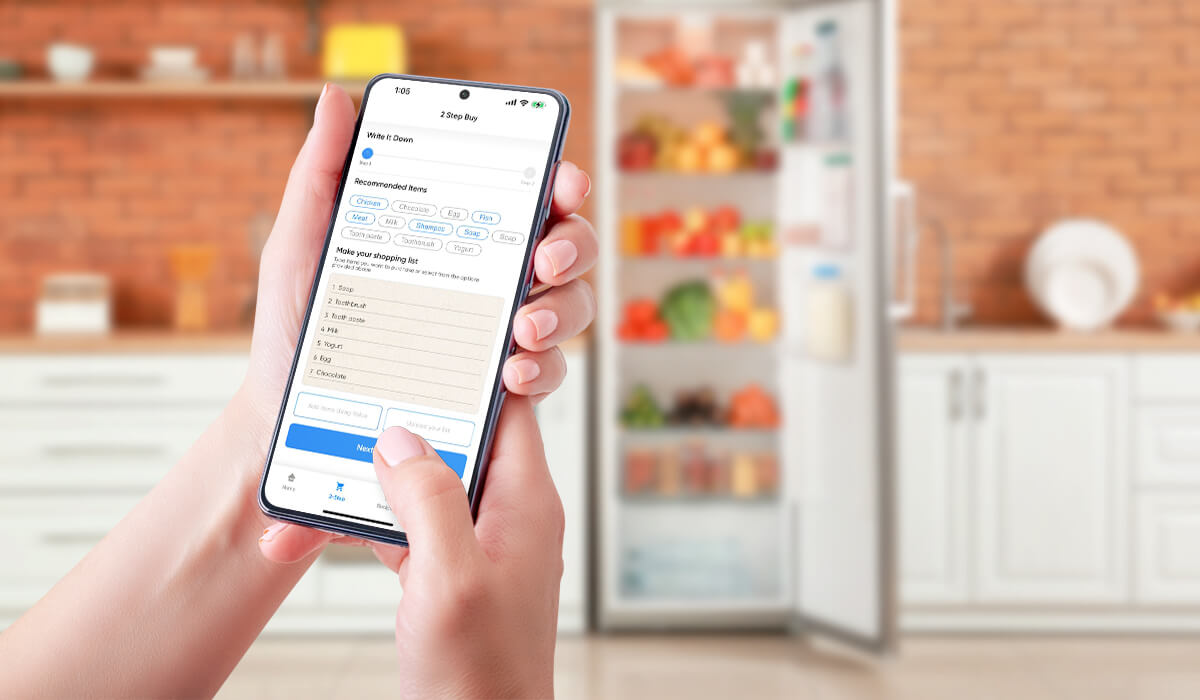 1:05
2 Step Buy
Write It Down
Step 1
Step 2
Recommended Items
Chicken Chocolate Egg Fish
Meat Milk Shampoo Soap Soap
Toom paste Toothbrush Yogurt
Make your shopping list
Type items you want to purchase or select from the options
provided above
1 Soap
2 Toothbrush
3 Tooth paste
4 Milk
5 Yogurt
6 Egg
7 Chocolate
Add items Using Voice Upload your list
Next
Home 2-Step